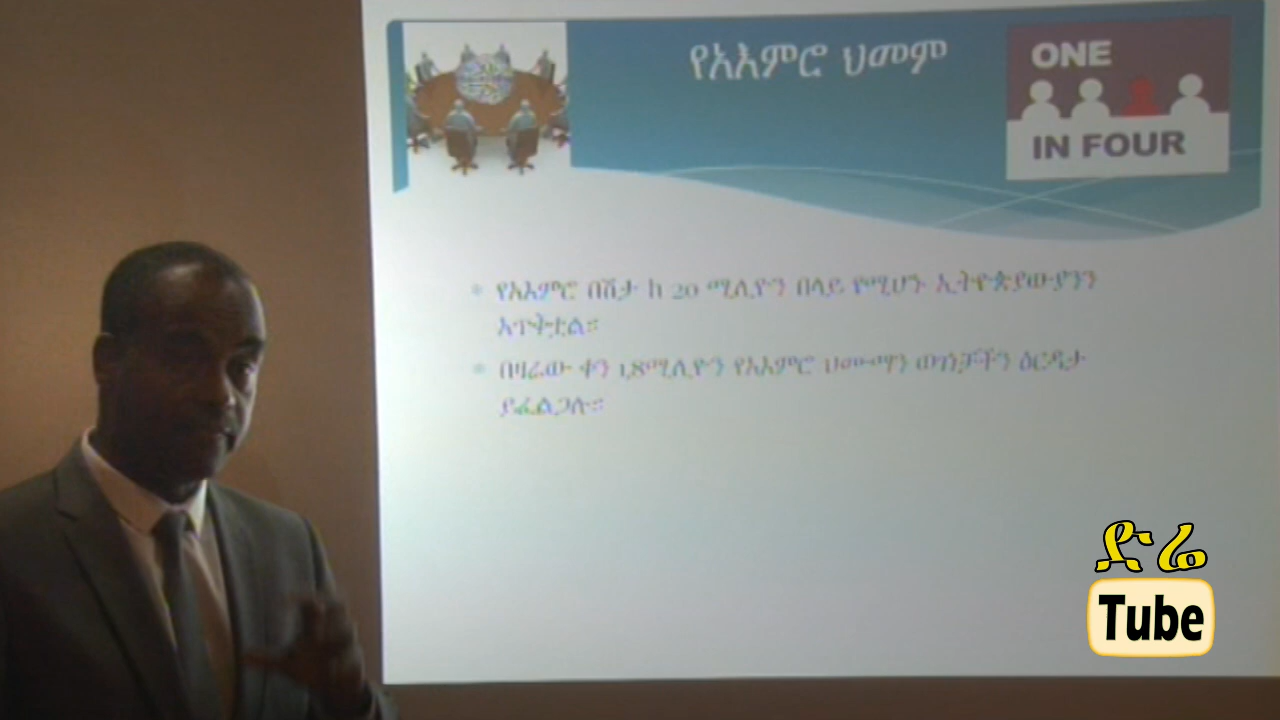 የአእምሮ ህመም
ONE
IN FOUR
የአእምሮ በሽታ ከ 20 ሚሊዮን በላይ የሚሆኑ ኢትዮጵያውያንን
አጥቅቷል።
በዛሬው ቀን 1.8ሚሊዮን የአእምሮ ህሙማን ወገኖቻችን ዕርዳታ
ይፈልጋሉ።
ድሬ
Tube